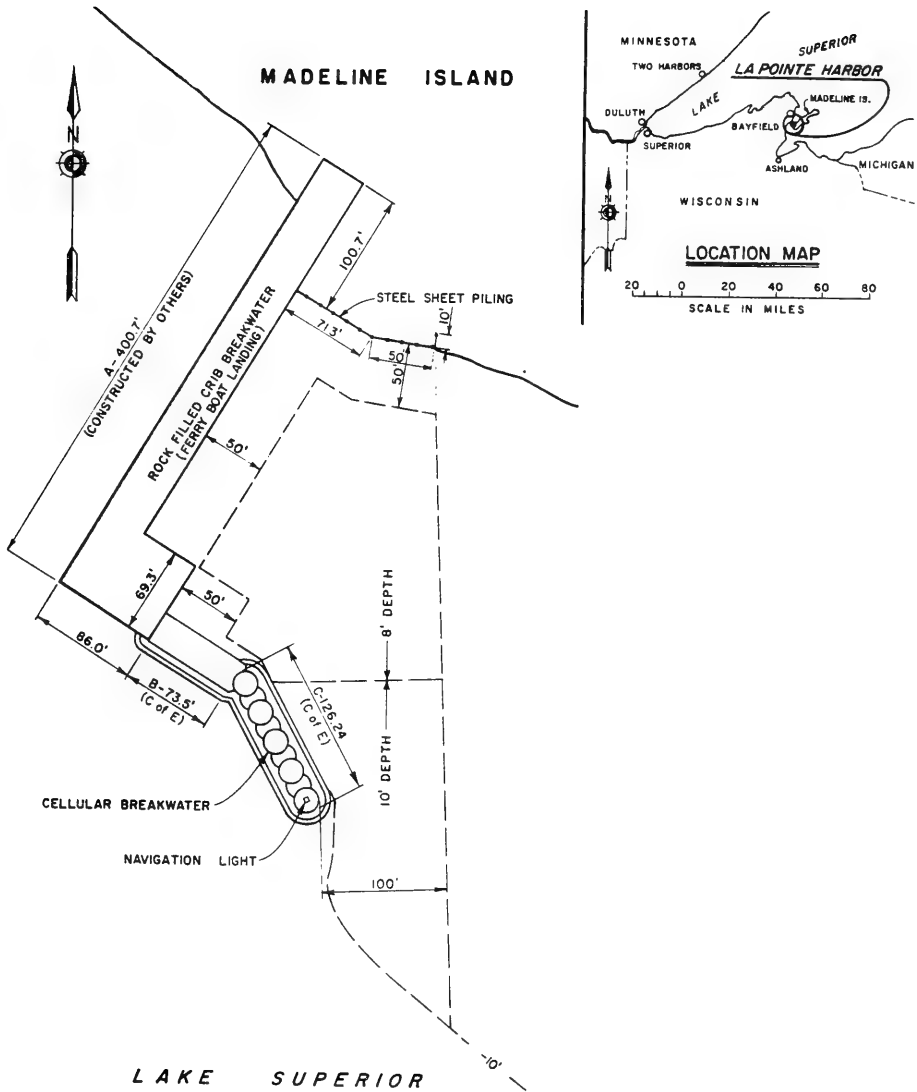 MADELINE ISLAND
N
A-400.7'
(CONSTRUCTED BY OTHERS)
ROCK FILLED CRIB BREAKWATER
(FERRY BOAT LANDING)
100.7'
STEEL SHEET PILING
10'
71.3'
50'
50'
50'
69.3'
50'
86.0'
B-73.5'
(C of E)
C-126.24
(C of E)
8' DEPTH
10' DEPTH
CELLULAR BREAKWATER
NAVIGATION LIGHT
100'
-10'
LAKE SUPERIOR
MINNESOTA
TWO HARBORS
SUPERIOR
LA POINTE HARBOR
LAKE
MADELINE IS.
DULUTH
BAYFIELD
SUPERIOR
ASHLAND
MICHIGAN
N
WISCONSIN
LOCATION MAP
20 0 20 40 60 80
SCALE IN MILES